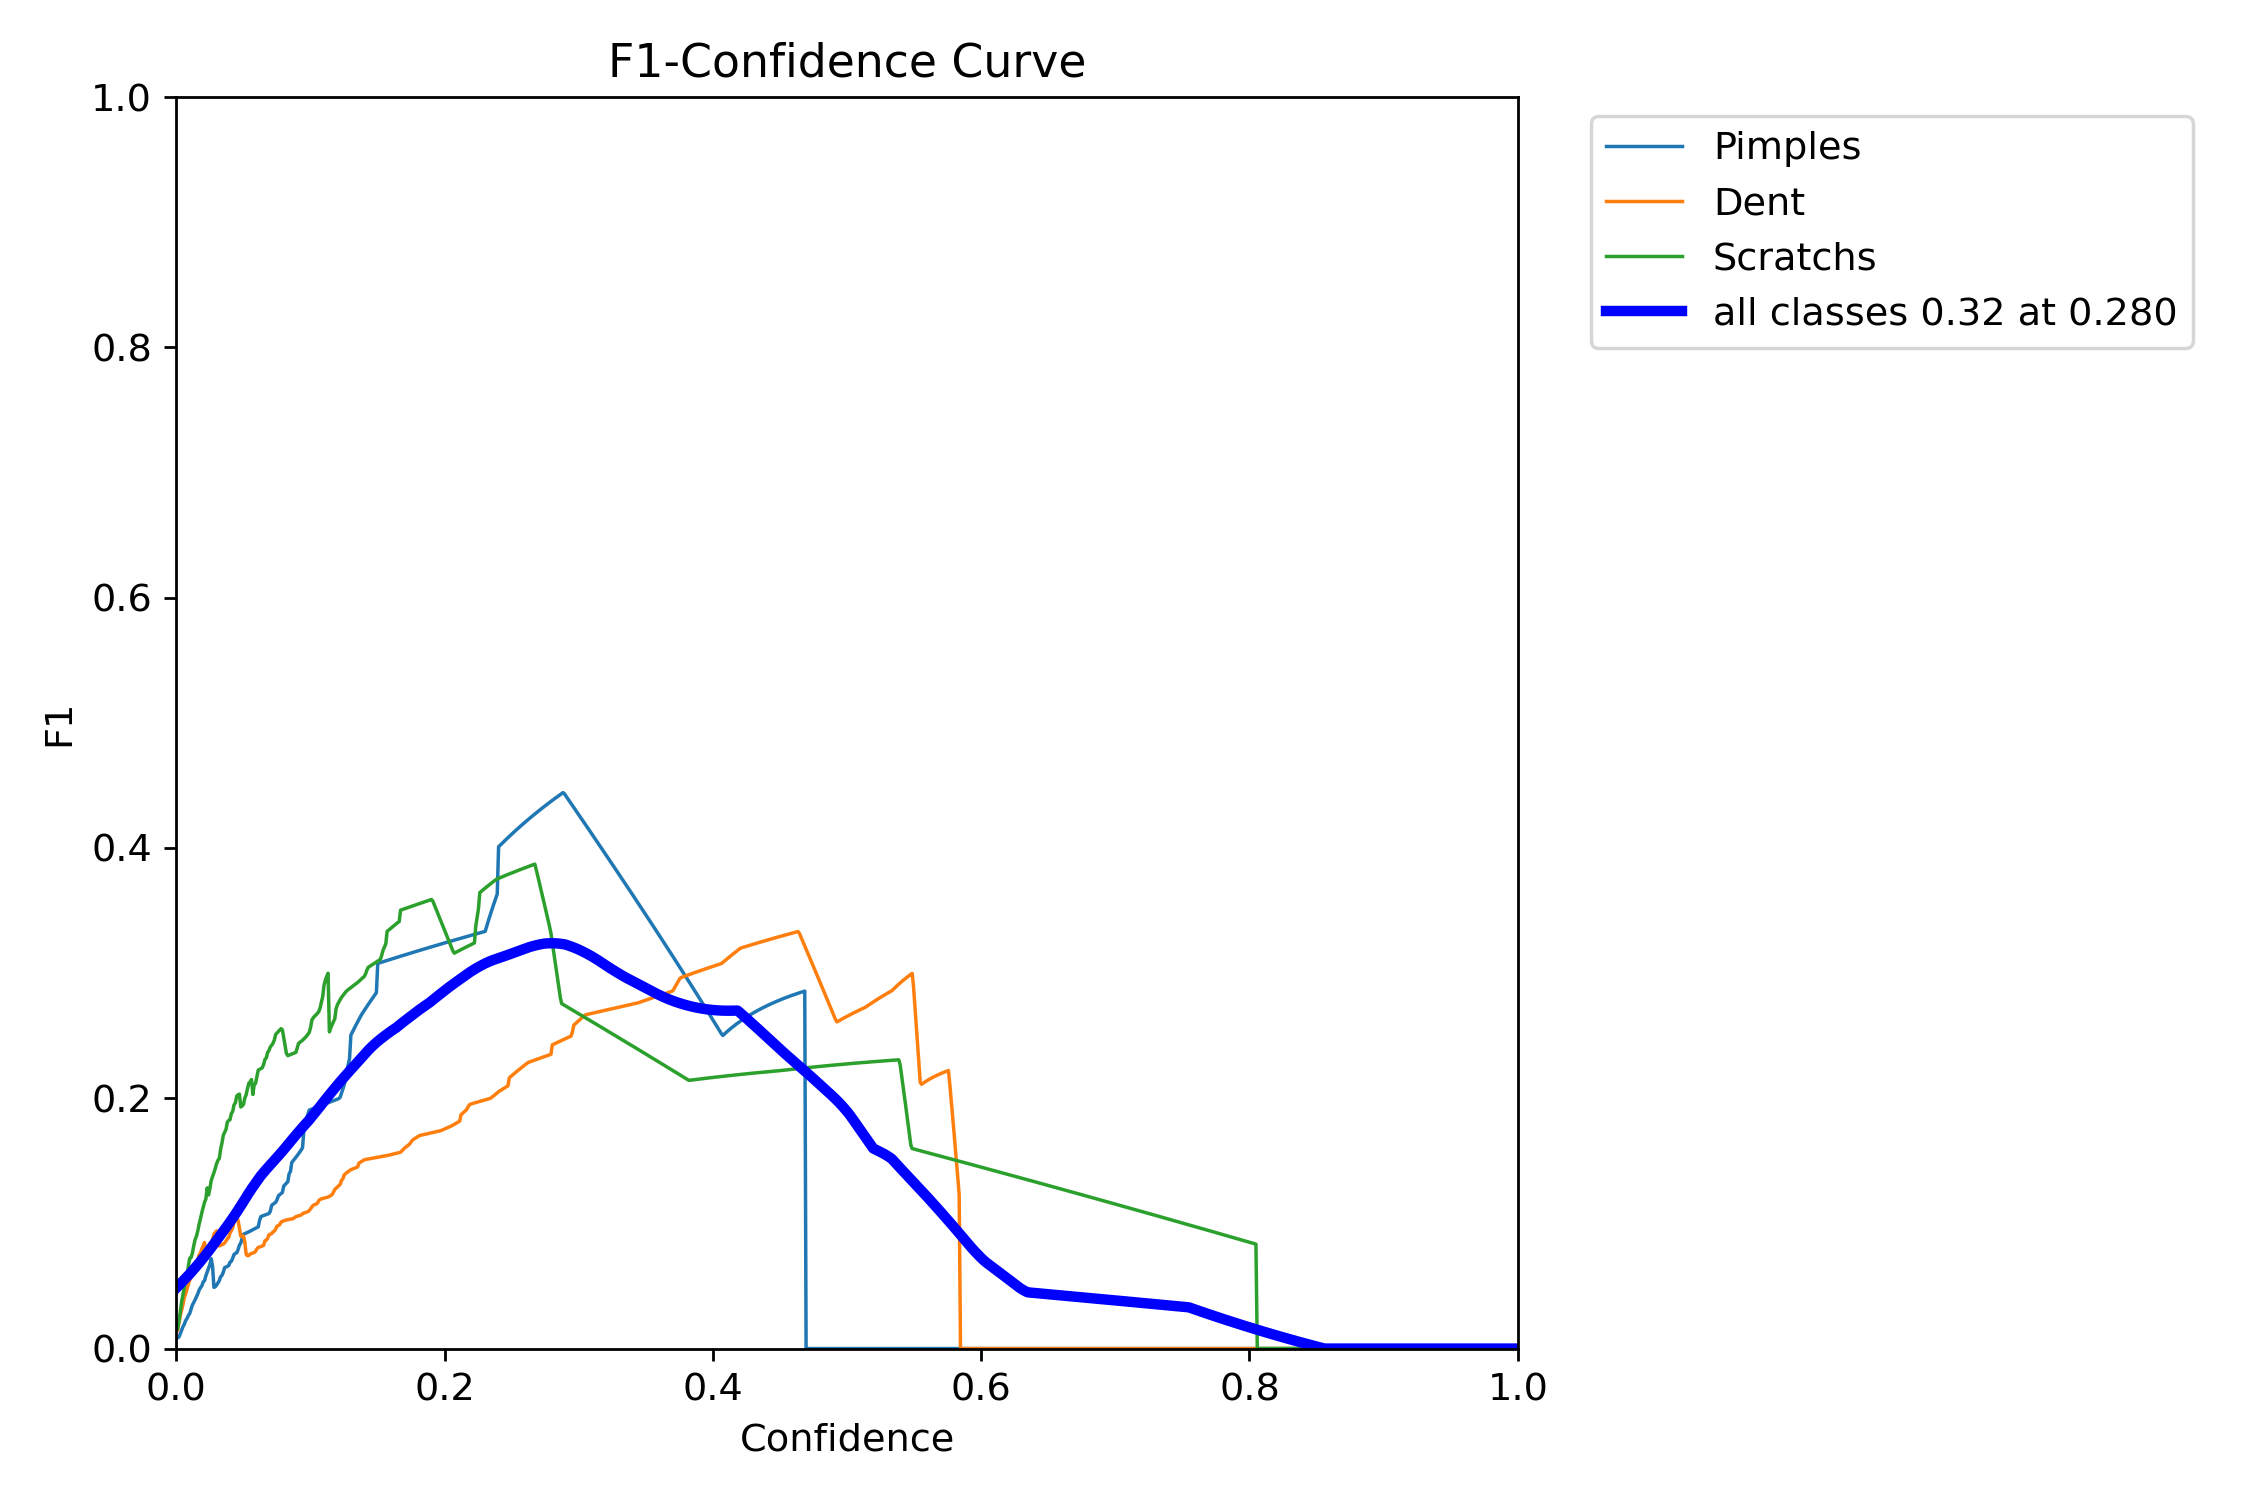 F1-Confidence Curve
1.0
0.8
0.6
0.4
0.2
0.0
F1
0.0 0.2 0.4 0.6 0.8 1.0
Confidence
Pimples
Dent
Scratchs
all classes 0.32 at 0.280